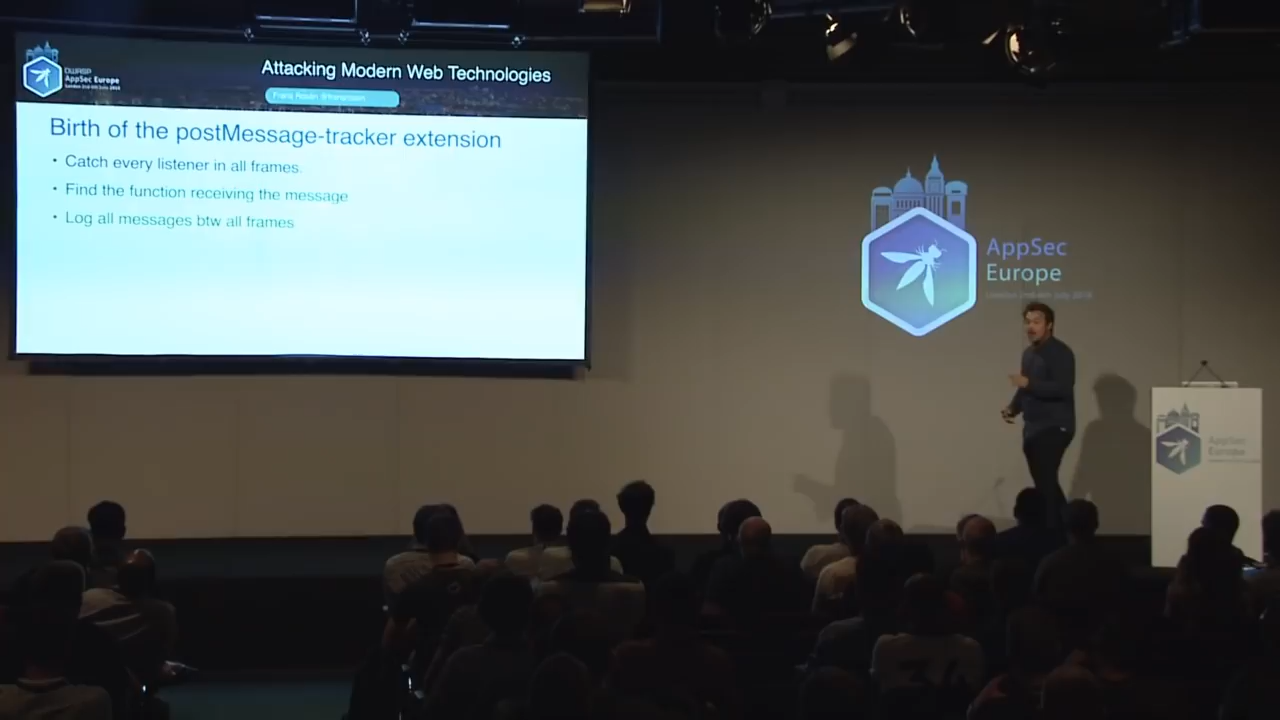 OWASP
AppSec Europe
Attacking Modern Web Technologies
Birth of the postMessage-tracker extension
• Catch every listener in all frames.
• Find the function receiving the message
• Log all messages btw all frames
AppSec
Europe
AppSec
Europe
36